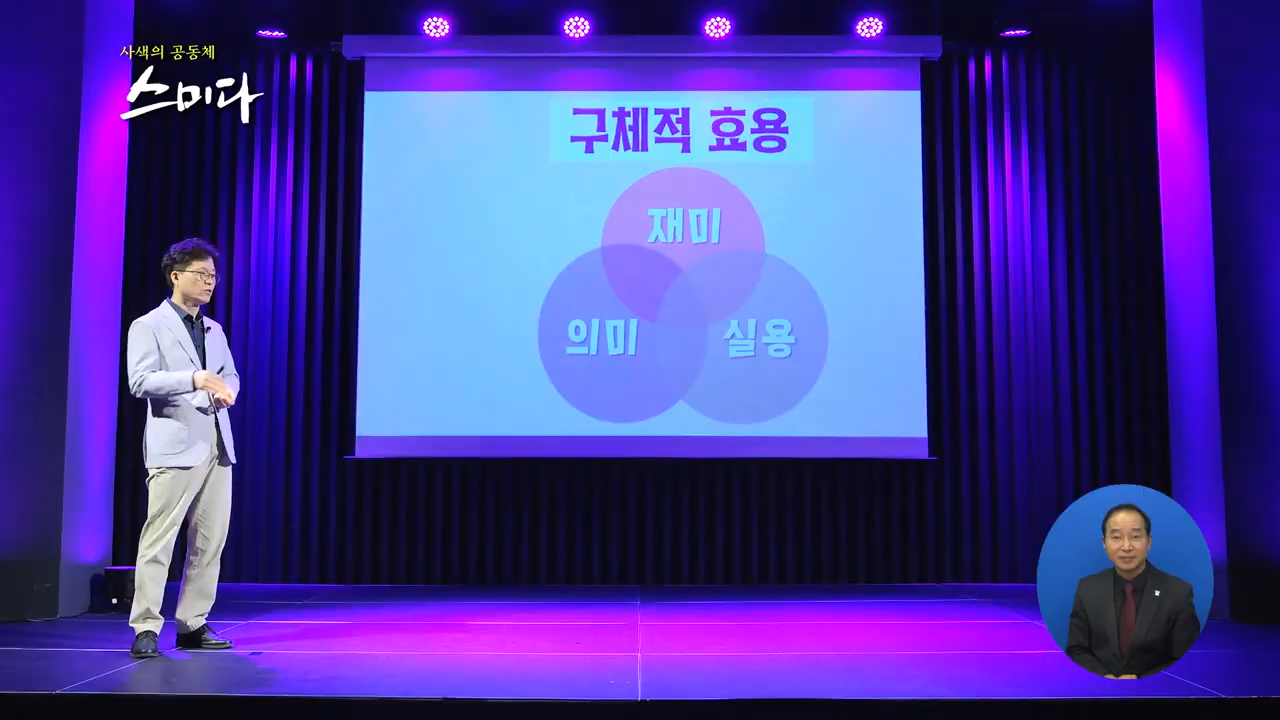 사색의 공동체
스미다
구체적 효용
재미
의미
실용